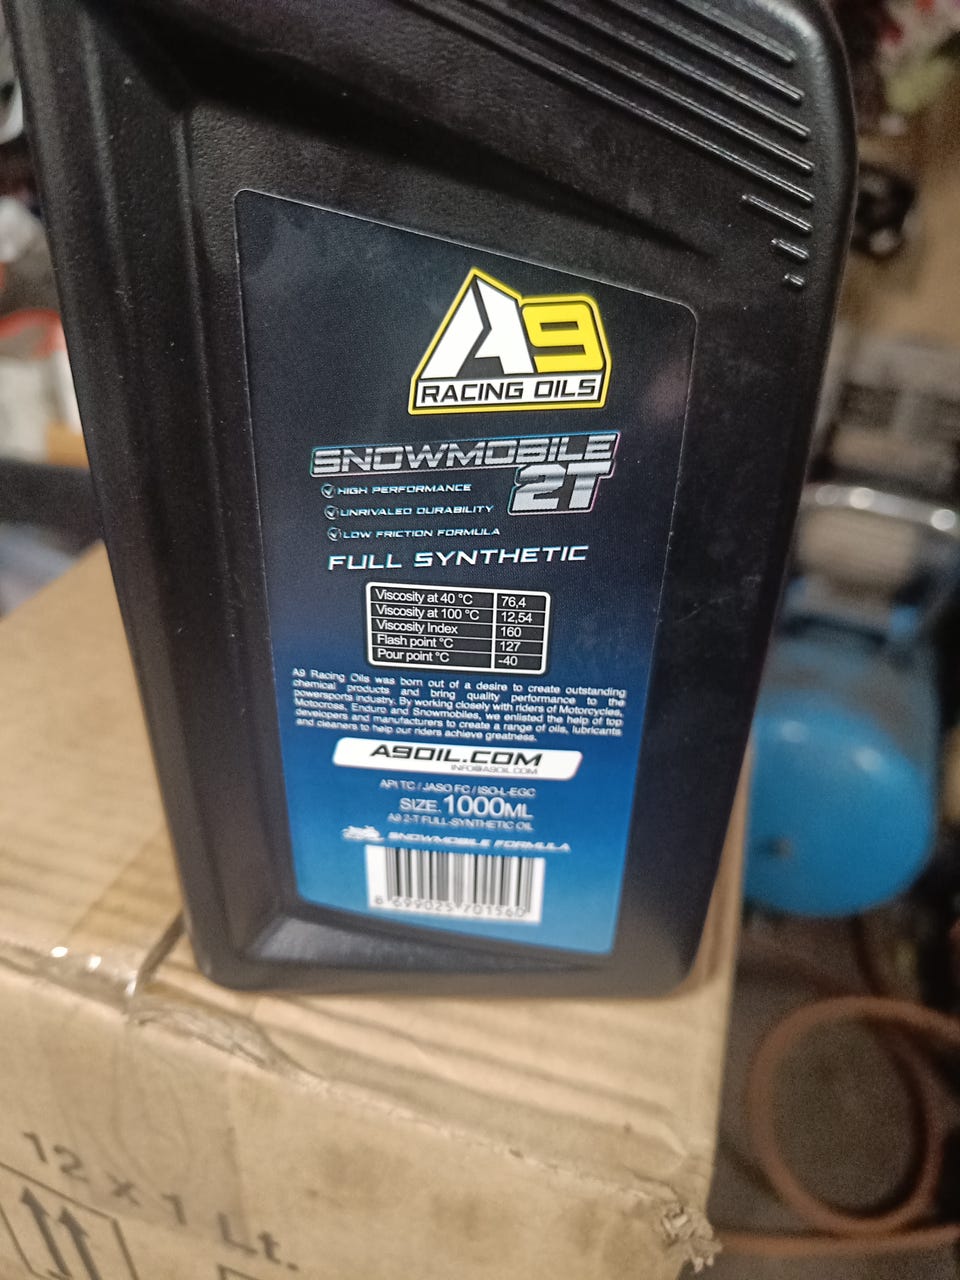 A9
RACING OILS
SNOWMOBILE
2T
HIGH PERFORMANCE
UNRIVALED DURABILITY
LOW FRICTION FORMULA
FULL SYNTHETIC
Viscosity at 40 °C 76,4
Viscosity at 100 °C 12,54
Viscosity Index 160
Flash point °C 127
Pour point °C -40
A9 Racing Oils was born out of a desire to create outstanding
chemical products and bring quality performance to the
powersports industry. By working closely with riders of Motorcycles,
Motocross, Enduro and Snowmobiles, we enlisted the help of top
developers and manufacturers to create a range of oils, lubricants
and cleaners to help our riders achieve greatness.
A9OIL.COM
INFO@A9OIL.COM
API TC / JASO FC / ISO-L-EGC
SIZE. 1000ML
A9 2-T FULL-SYNTHETIC OIL
SNOWMOBILE FORMULA
8 699025 701560
12 x 1 Lt.